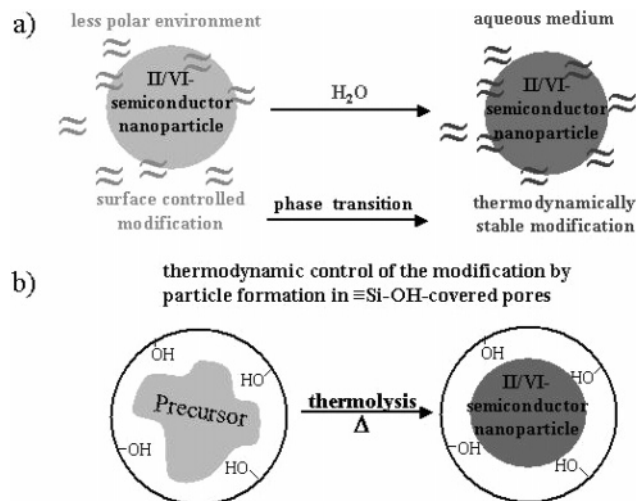 a)
less polar environment
aqueous medium
II/VI-
semiconductor
nanoparticle
H₂O
II/VI-
semiconductor
nanoparticle
surface controlled
modification
phase transition
thermodynamically
stable modification
b)
thermodynamic control of the modification by
particle formation in ≡Si-OH-covered pores
OH
HO
OH
HO
Precursor
thermolysis
Δ
OH
HO
OH
HO
II/VI-
semiconductor
nanoparticle